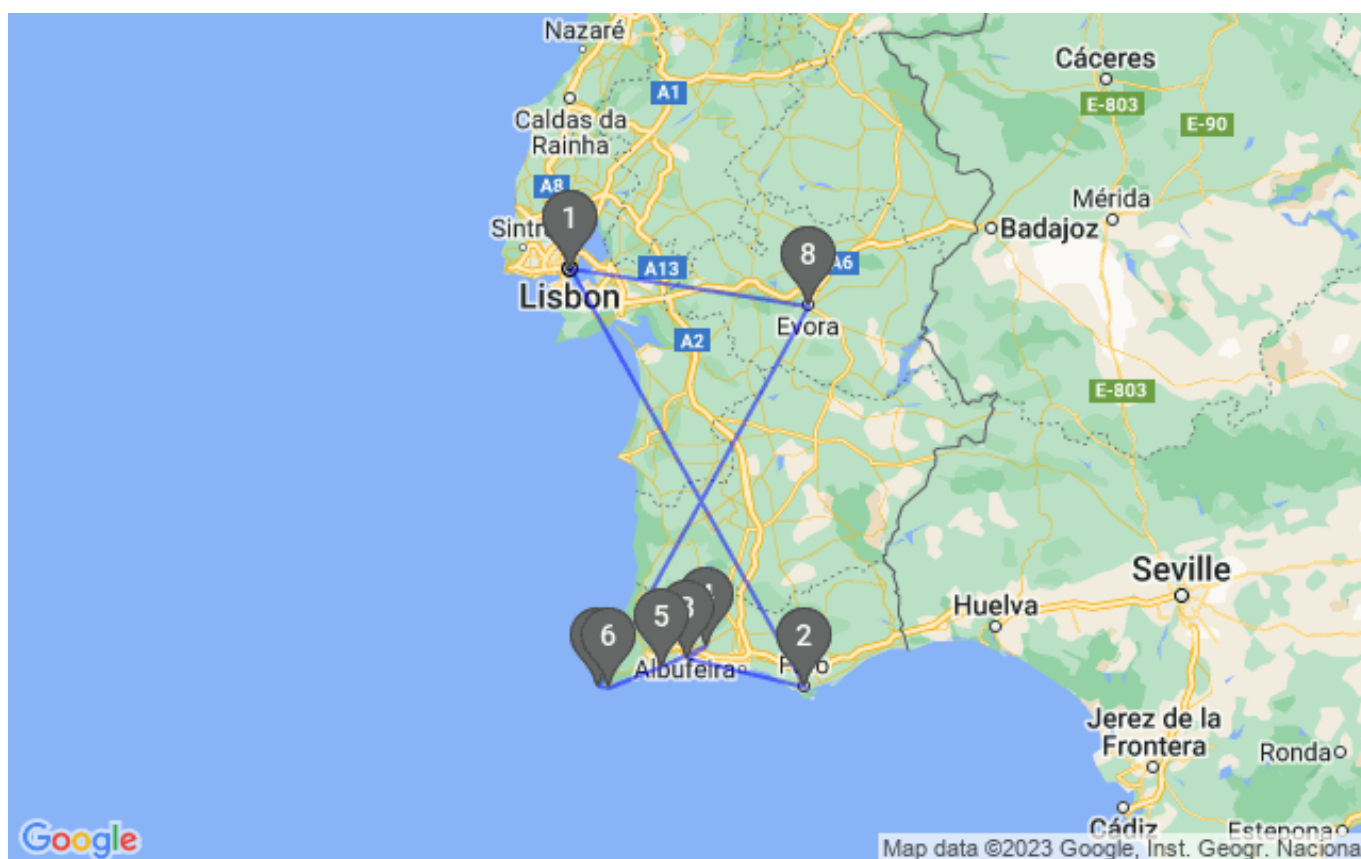 Nazaré
Cáceres
A1
E-803
Caldas da
Rainha
E-90
A8
Mérida
1
Badajoz
8
A13
A6
Lisbon
Evora
A2
E-803
Seville
Huelva
5
6
2
Albufeira
Jerez de la
Frontera
Ronda
Cádiz
Estepona
Google
Map data ©2023 Google, Inst. Geogr. Naciona